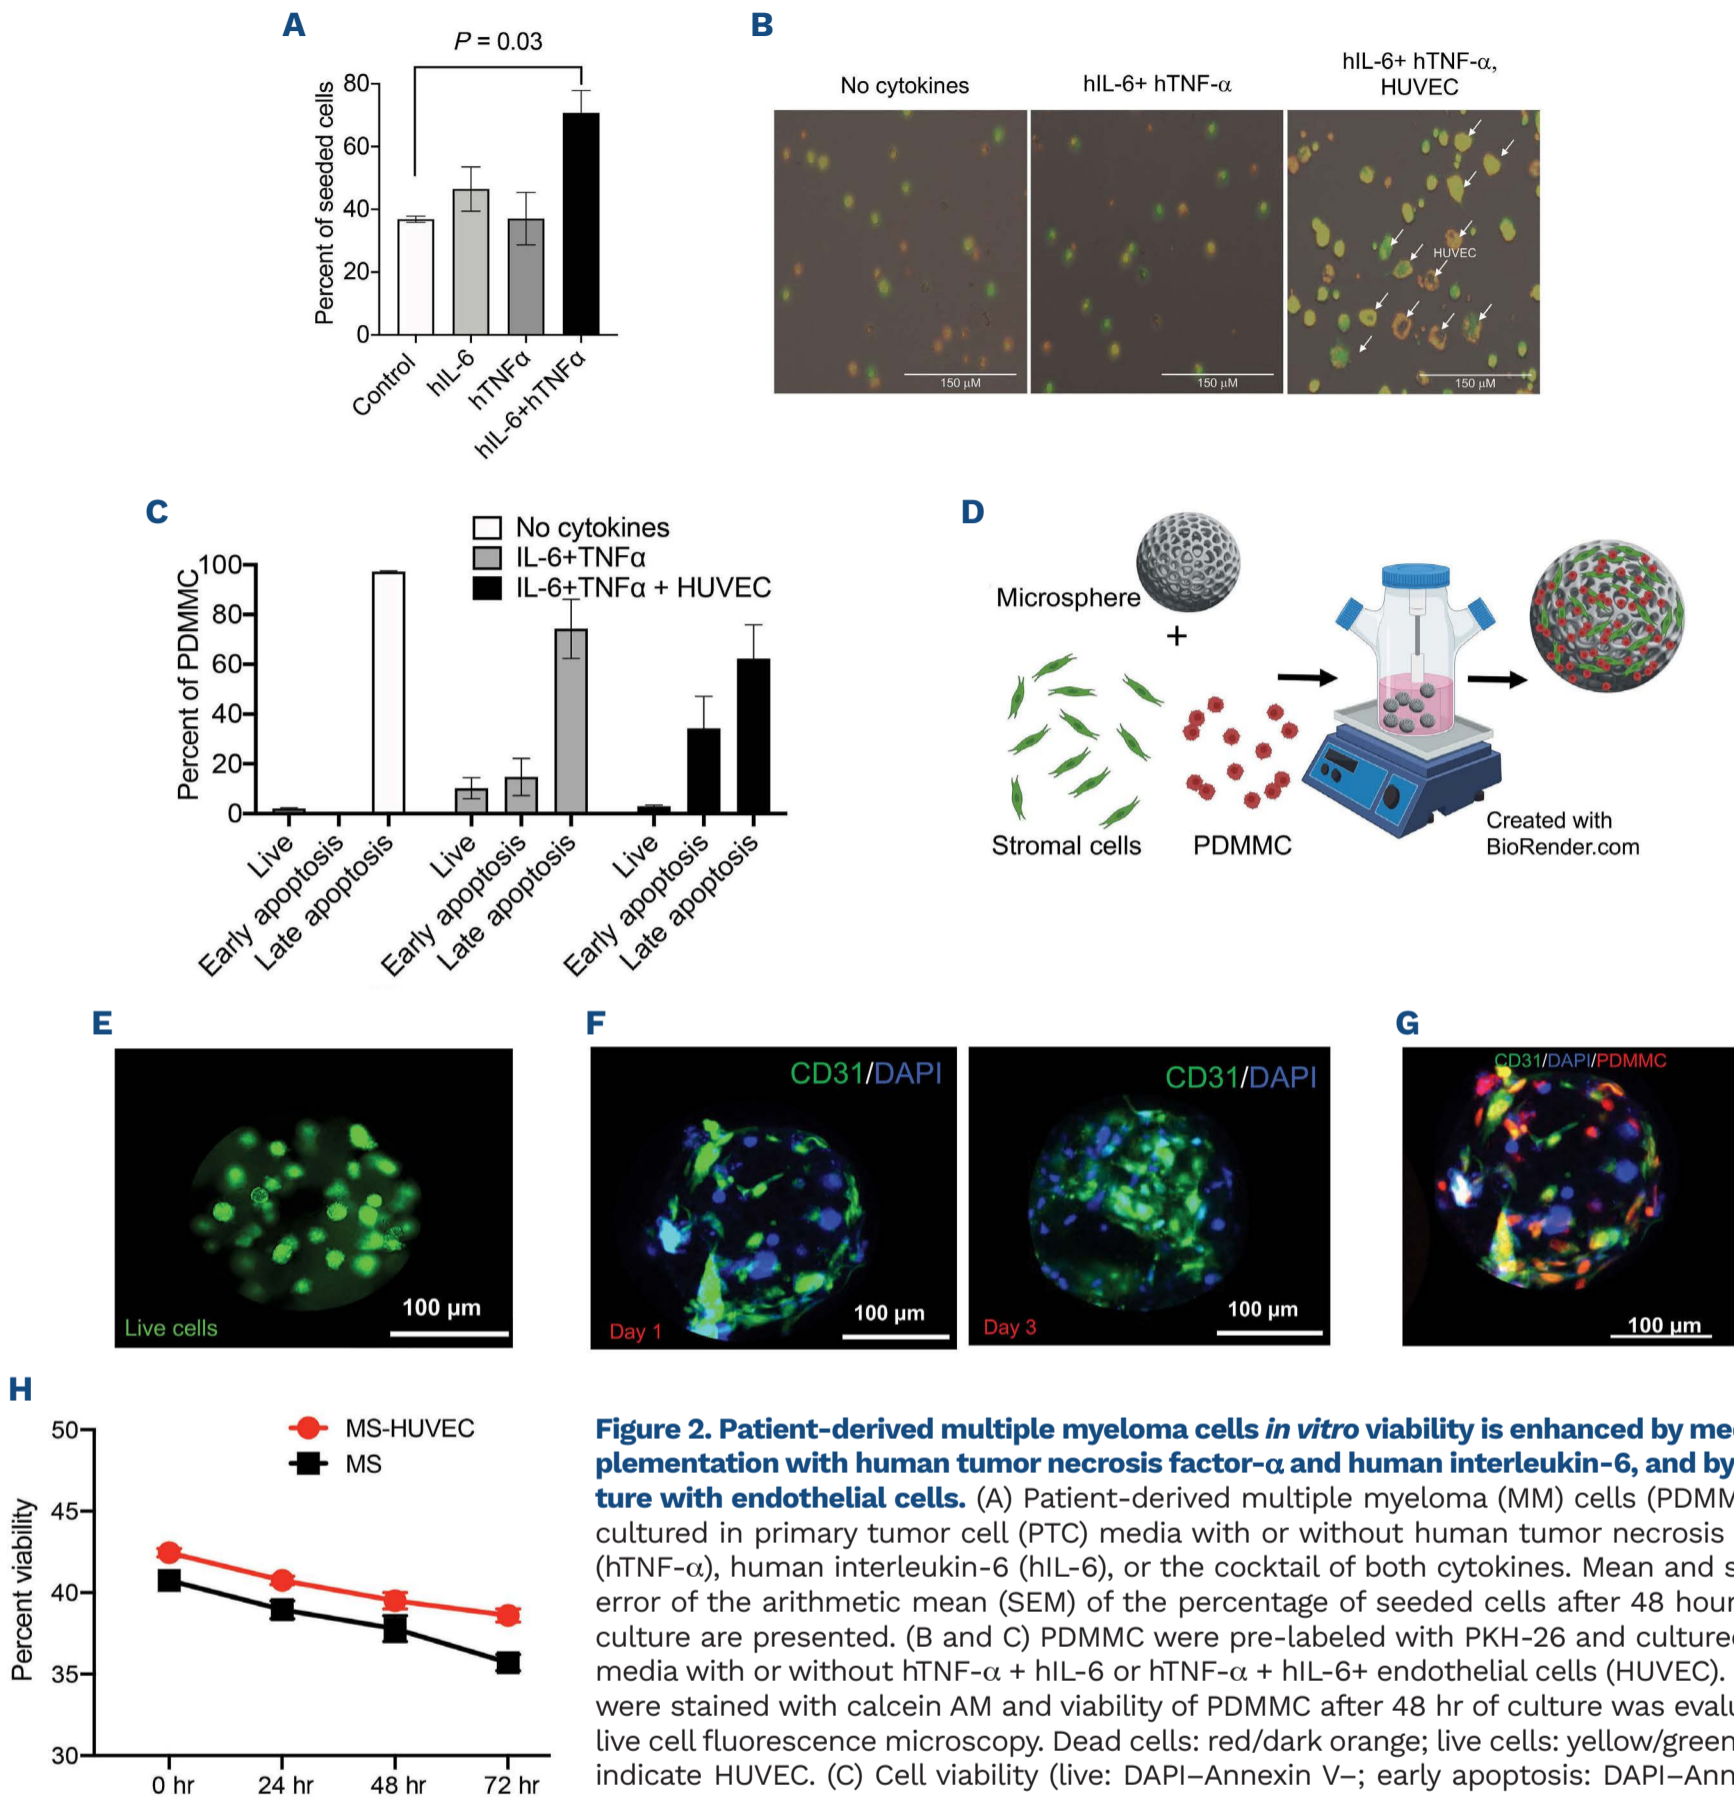 A
P = 0.03
Percent of seeded cells
80
60
40
20
0
Control
hIL-6
hTNFα
hIL-6+hTNFα
B
No cytokines
hIL-6+ hTNF-α
hIL-6+ hTNF-α,
HUVEC
HUVEC
150 µM
150 µM
150 µM
C
No cytokines
IL-6+TNFα
IL-6+TNFα + HUVEC
Percent of PDMMC
100
80
60
40
20
0
Live
Early apoptosis
Late apoptosis
Live
Early apoptosis
Late apoptosis
Live
Early apoptosis
Late apoptosis
D
Microsphere
+
Stromal cells
PDMMC
Created with
BioRender.com
E
Live cells
100 µm
F
CD31/DAPI
Day 1
100 µm
CD31/DAPI
Day 3
100 µm
G
CD31/DAPI/PDMMC
100 µm
H
MS-HUVEC
MS
Percent viability
50
45
40
35
30
0 hr
24 hr
48 hr
72 hr
Figure 2. Patient-derived multiple myeloma cells in vitro viability is enhanced by
plementation with human tumor necrosis factor-α and human interleukin-6, and by
ture with endothelial cells. (A) Patient-derived multiple myeloma (MM) cells (PDMM
cultured in primary tumor cell (PTC) media with or without human tumor necrosis
(hTNF-α), human interleukin-6 (hIL-6), or the cocktail of both cytokines. Mean and s
error of the arithmetic mean (SEM) of the percentage of seeded cells after 48 hour
culture are presented. (B and C) PDMMC were pre-labeled with PKH-26 and cultured
media with or without hTNF-α + hIL-6 or hTNF-α + hIL-6+ endothelial cells (HUVEC).
were stained with calcein AM and viability of PDMMC after 48 hr of culture was evalu
live cell fluorescence microscopy. Dead cells: red/dark orange; live cells: yellow/green
indicate HUVEC. (C) Cell viability (live: DAPI–Annexin V–; early apoptosis: DAPI–Ann